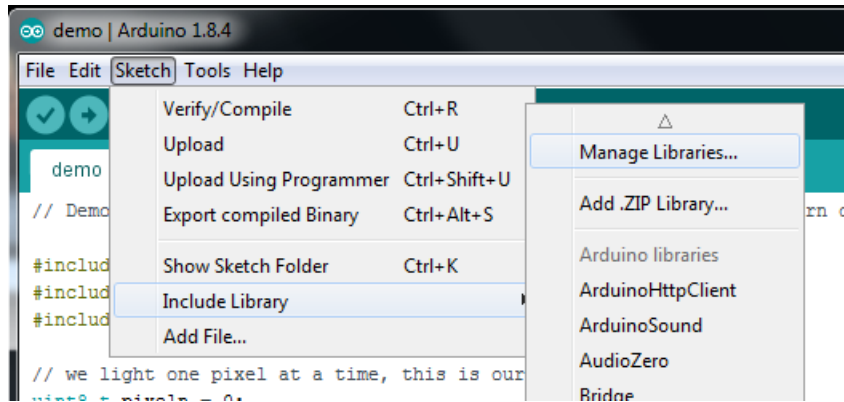 demo | Arduino 1.8.4
File Edit Sketch Tools Help
Verify/Compile Ctrl+R
Upload Ctrl+U
Upload Using Programmer Ctrl+Shift+U
Export compiled Binary Ctrl+Alt+S
Show Sketch Folder Ctrl+K
Include Library
Add File...
Manage Libraries...
Add .ZIP Library...
Arduino libraries
ArduinoHttpClient
ArduinoSound
AudioZero
Bridge
demo
// Demo
#includ
#includ
#includ
// we light one pixel at a time, this is our
uint8_t pixeln = 0;